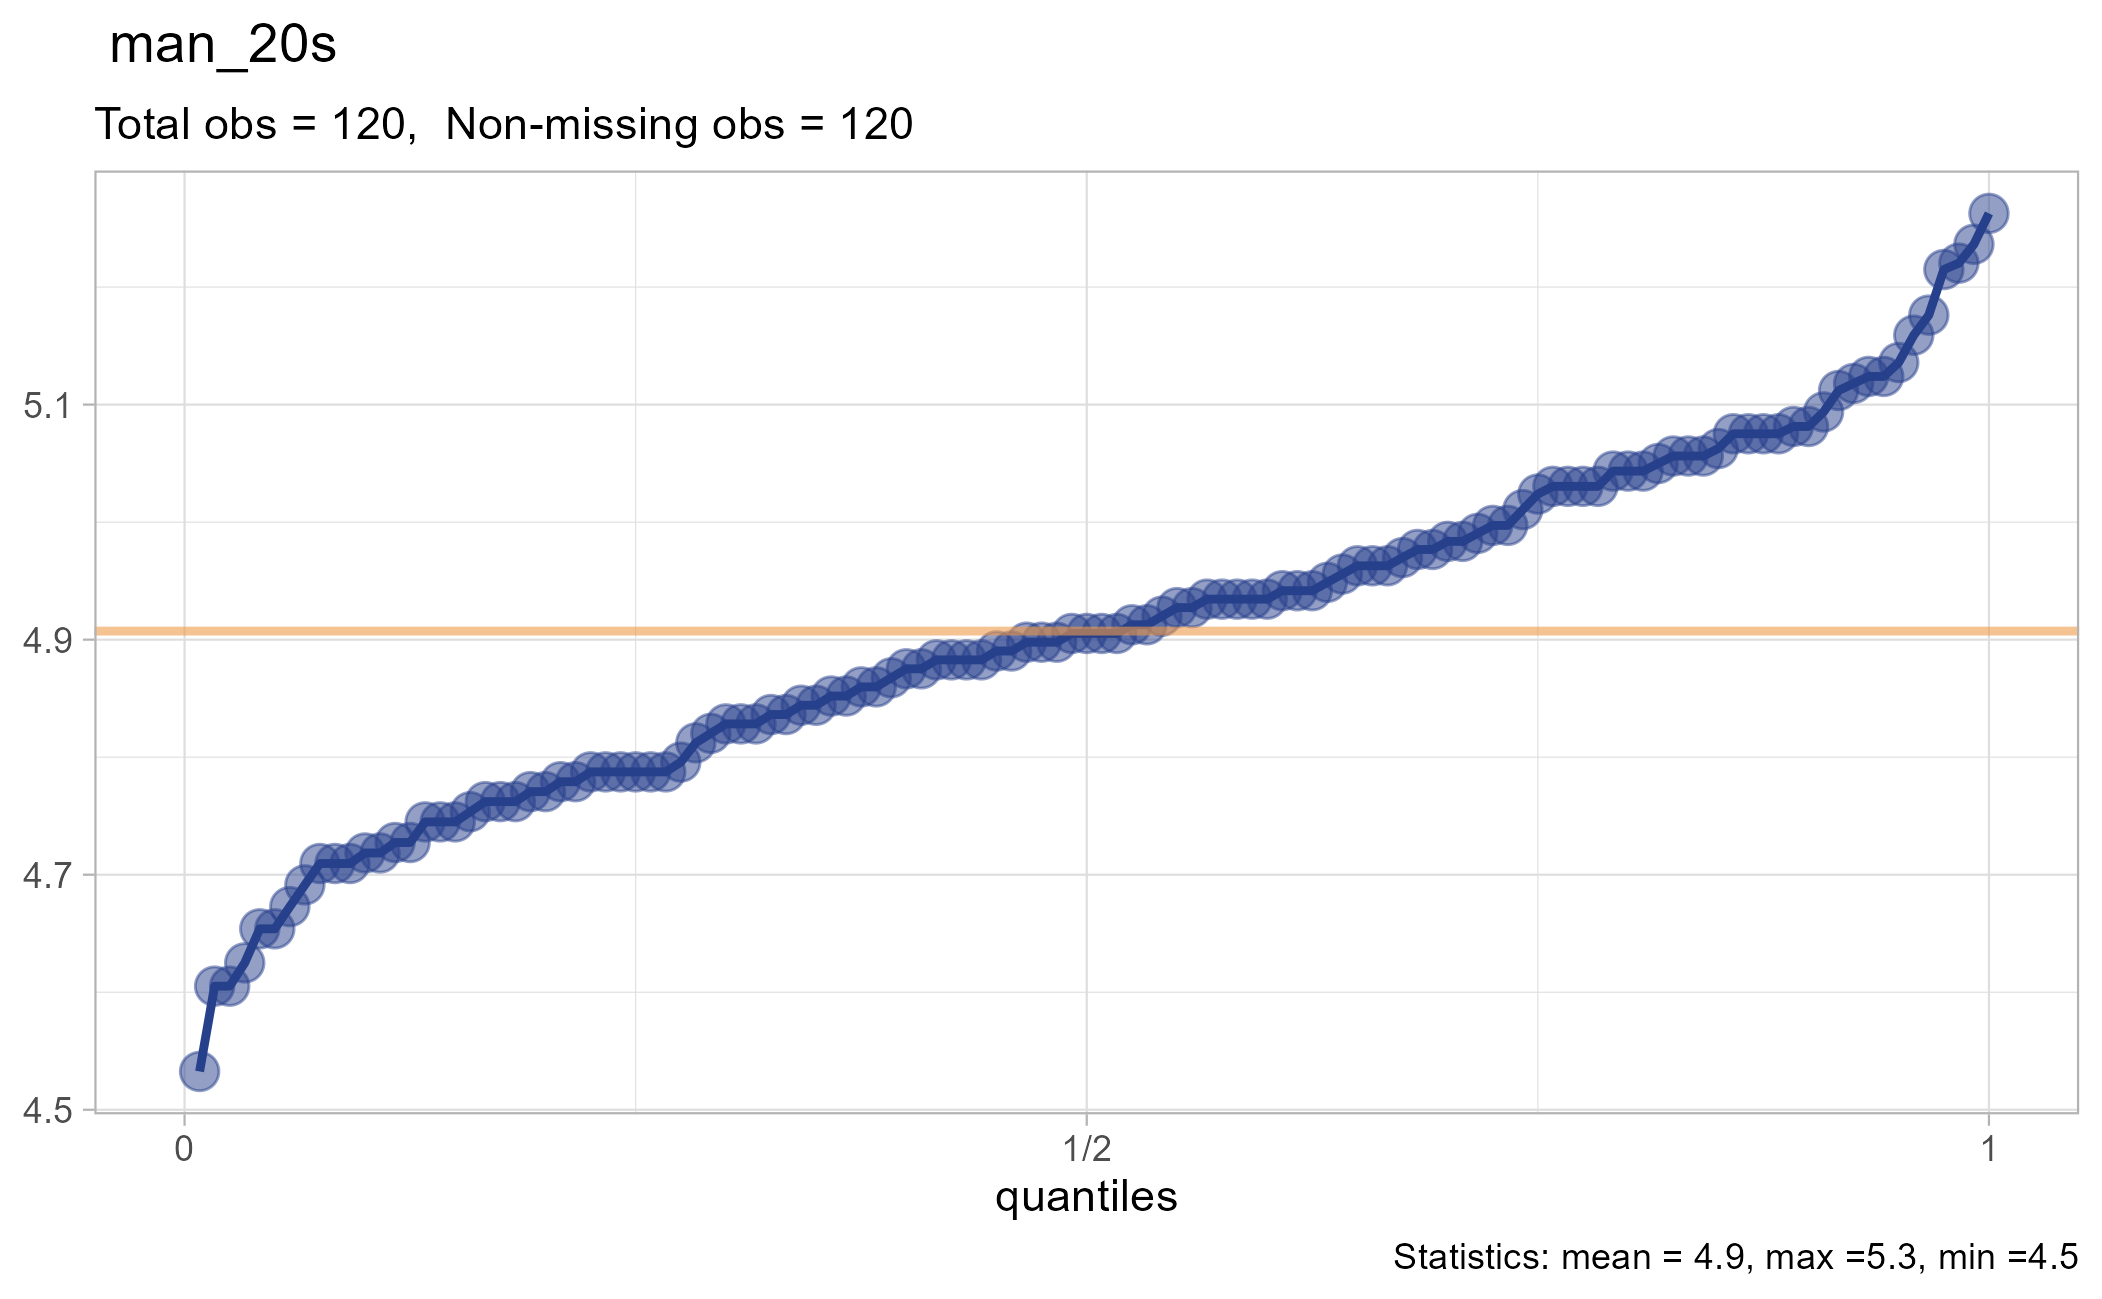 man_20s
Total obs = 120,  Non-missing obs = 120
5.1
4.9
4.7
4.5
0
1/2
1
quantiles
Statistics: mean = 4.9, max =5.3, min =4.5